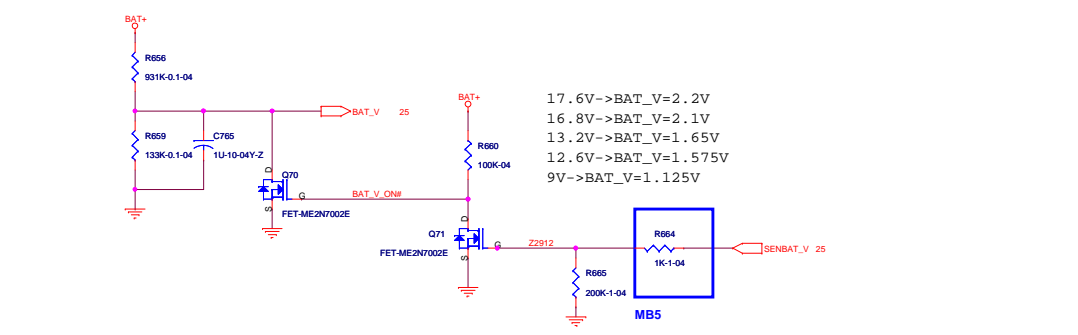 BAT+
R656
931K-0.1-04
BAT_V 25
R659
133K-0.1-04
C765
1U-10-04Y-Z
D
Q70
G
S
FET-ME2N7002E
BAT_V_ON#
BAT+
R660
100K-04
17.6V->BAT_V=2.2V
16.8V->BAT_V=2.1V
13.2V->BAT_V=1.65V
12.6V->BAT_V=1.575V
9V->BAT_V=1.125V
D
Q71
G
S
FET-ME2N7002E
Z2912
R664
1K-1-04
SENBAT_V 25
R665
200K-1-04
MB5